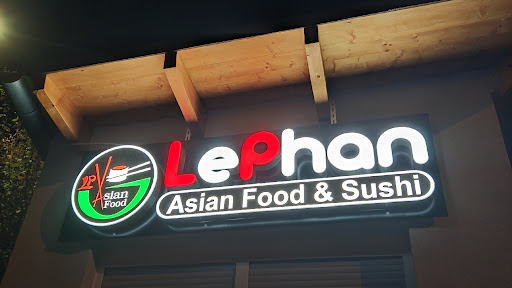 LP Asian
Food
LePhan
Asian Food & Sushi